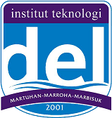 institut teknologi
del
MARTUHAN-MARROHA-MARBISUK
2001